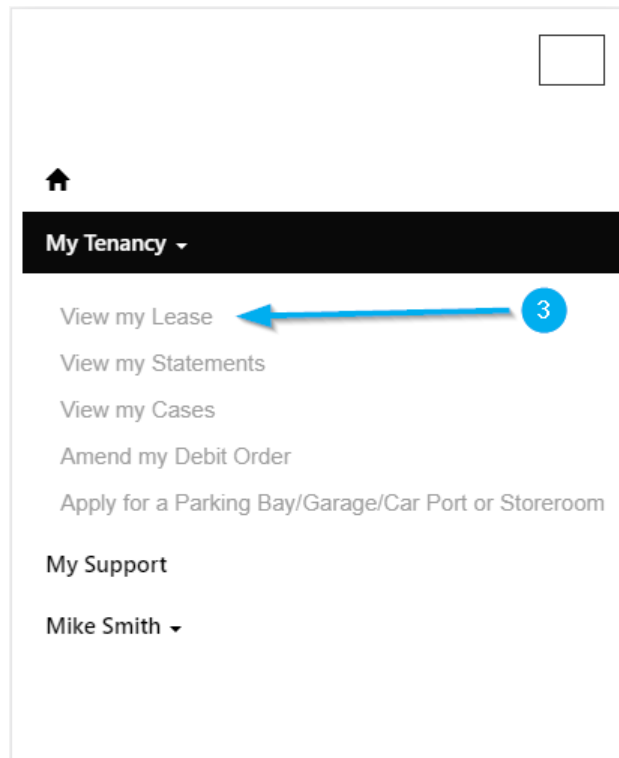 My Tenancy
View my Lease
3
View my Statements
View my Cases
Amend my Debit Order
Apply for a Parking Bay/Garage/Car Port or Storeroom
My Support
Mike Smith